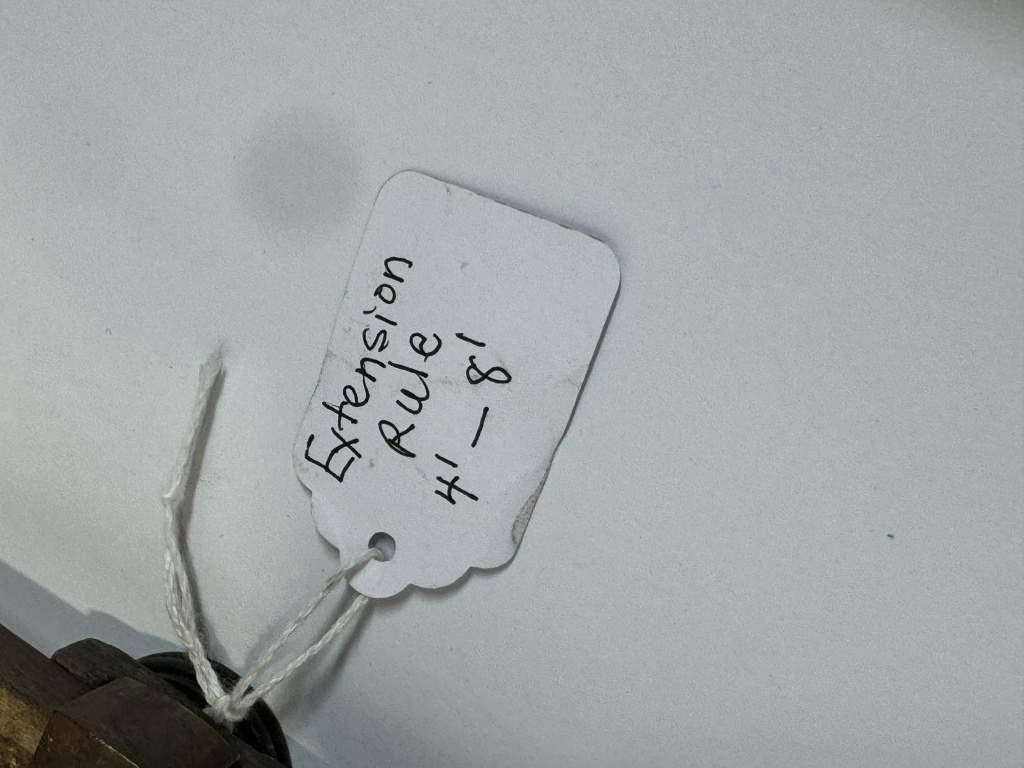 Extension
Rule
4' — 8'